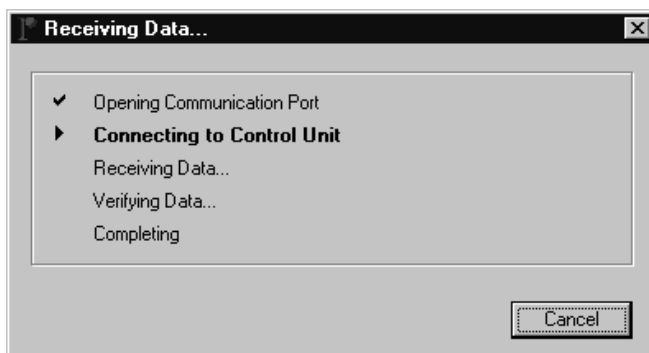 Receiving Data...
Opening Communication Port
Connecting to Control Unit
Receiving Data...
Verifying Data...
Completing
Cancel